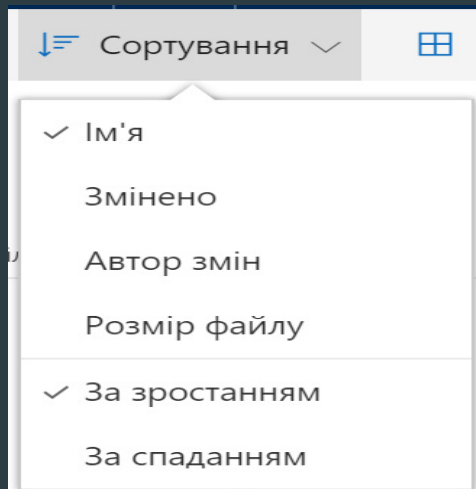 Сортування
Ім'я
Змінено
Автор змін
Розмір файлу
За зростанням
За спаданням